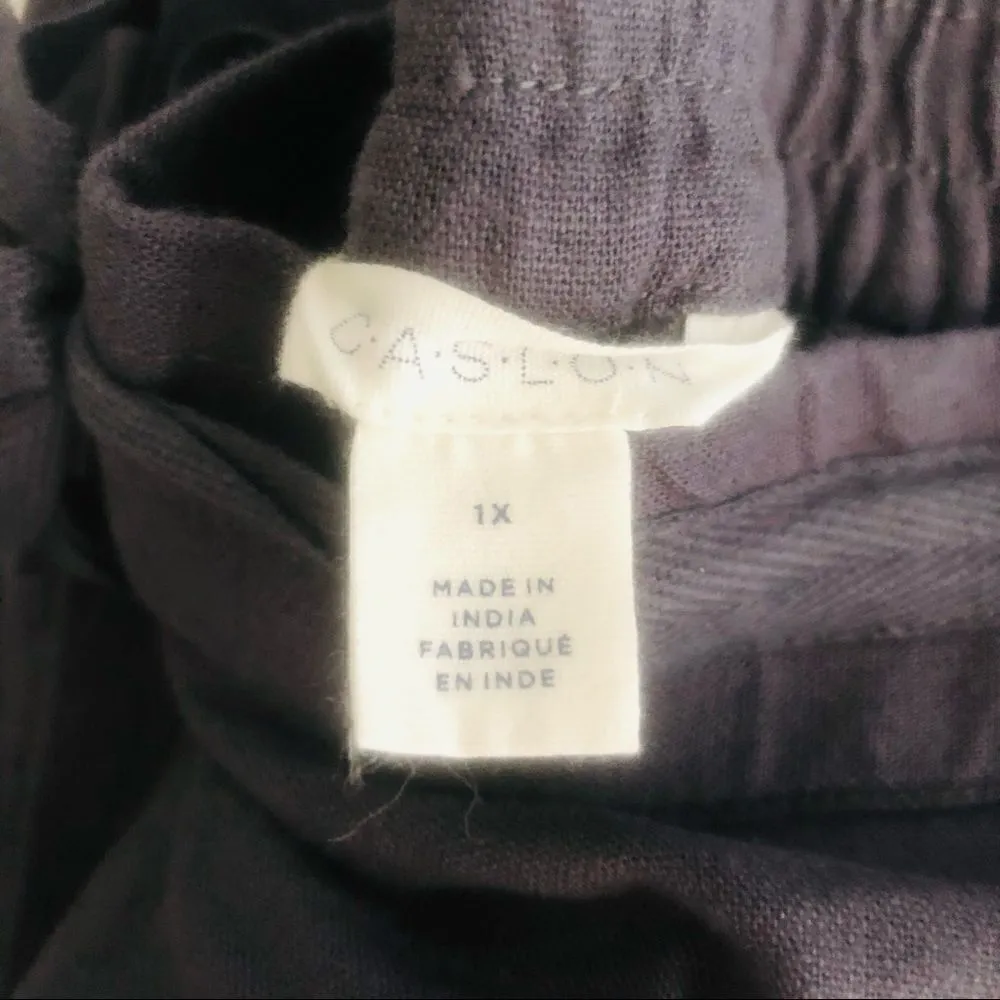 C·A·S·L·O·N
1X
MADE IN
INDIA
FABRIQUÉ
EN INDE